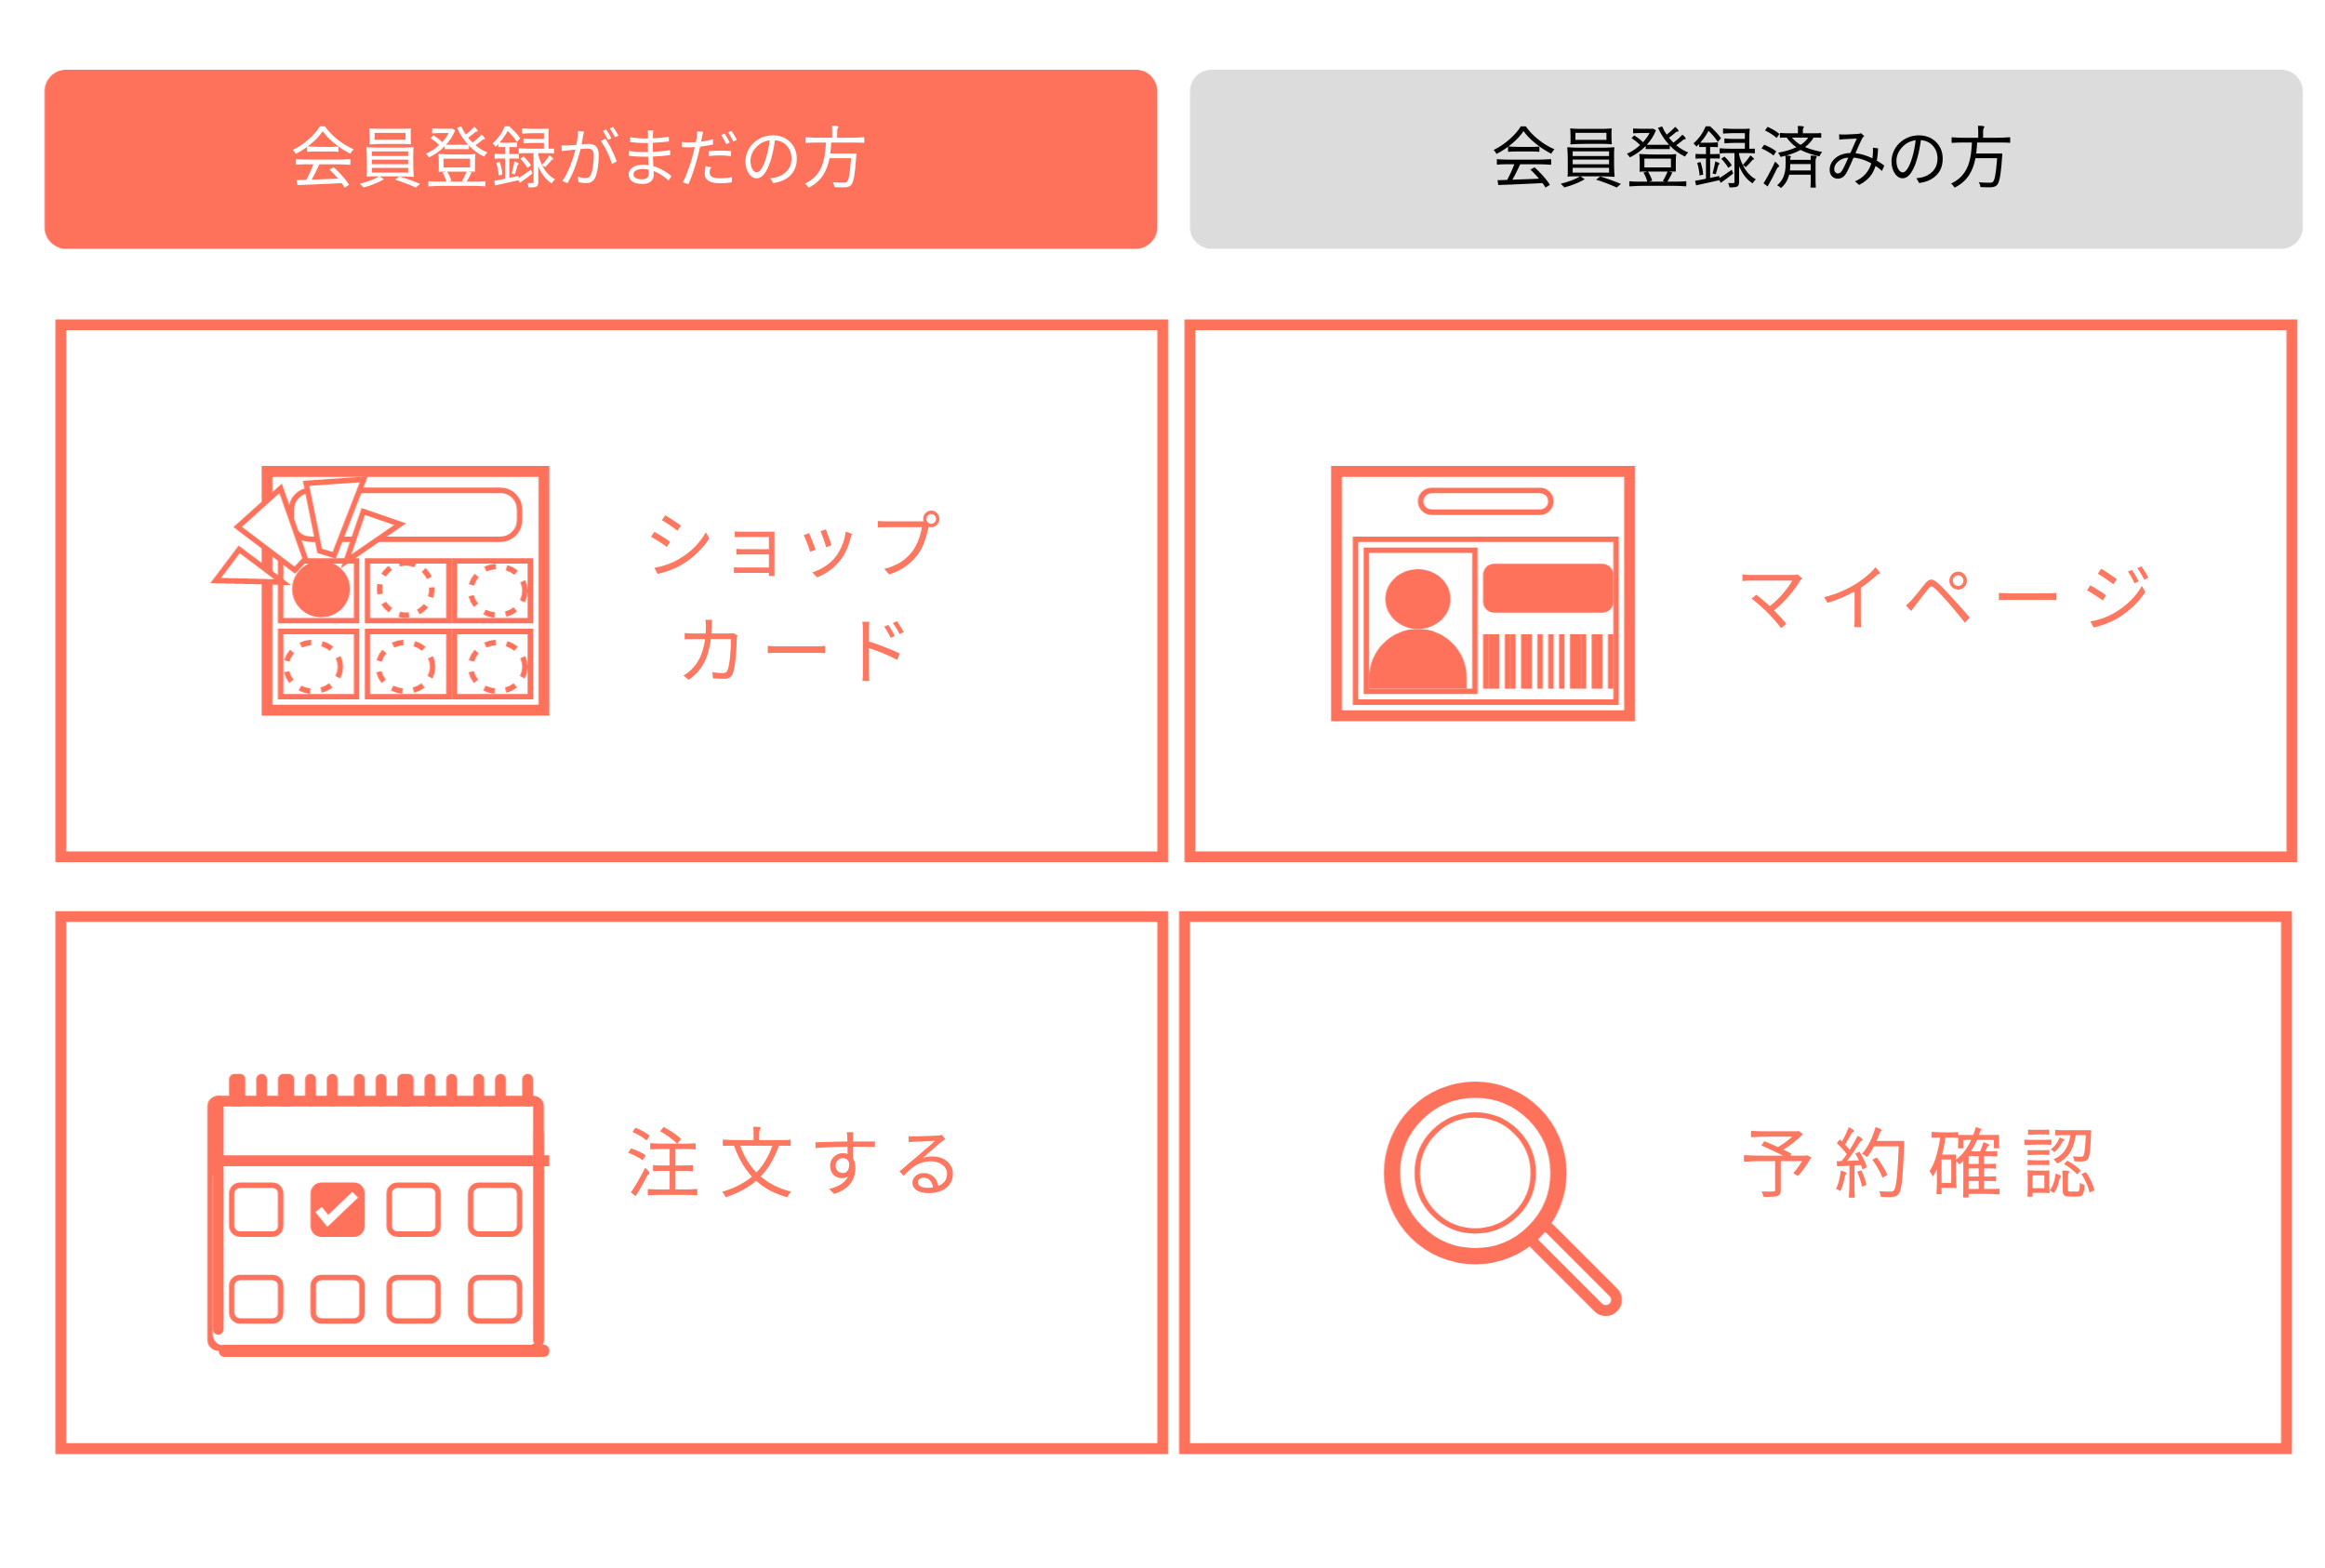 会員登録がまだの方
会員登録済みの方
ショップ
カード
マイページ
注文する
予約確認